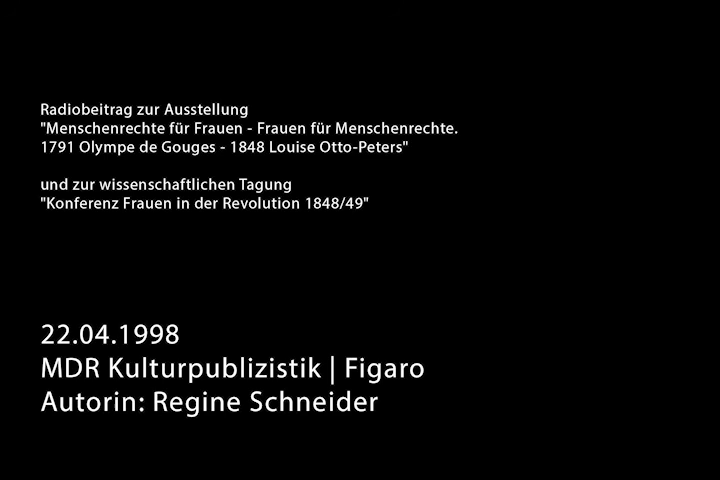 Radiobeitrag zur Ausstellung
"Menschenrechte für Frauen - Frauen für Menschenrechte.
1791 Olympe de Gouges - 1848 Louise Otto-Peters"
und zur wissenschaftlichen Tagung
"Konferenz Frauen in der Revolution 1848/49"
22.04.1998
MDR Kulturpublizistik | Figaro
Autorin: Regine Schneider